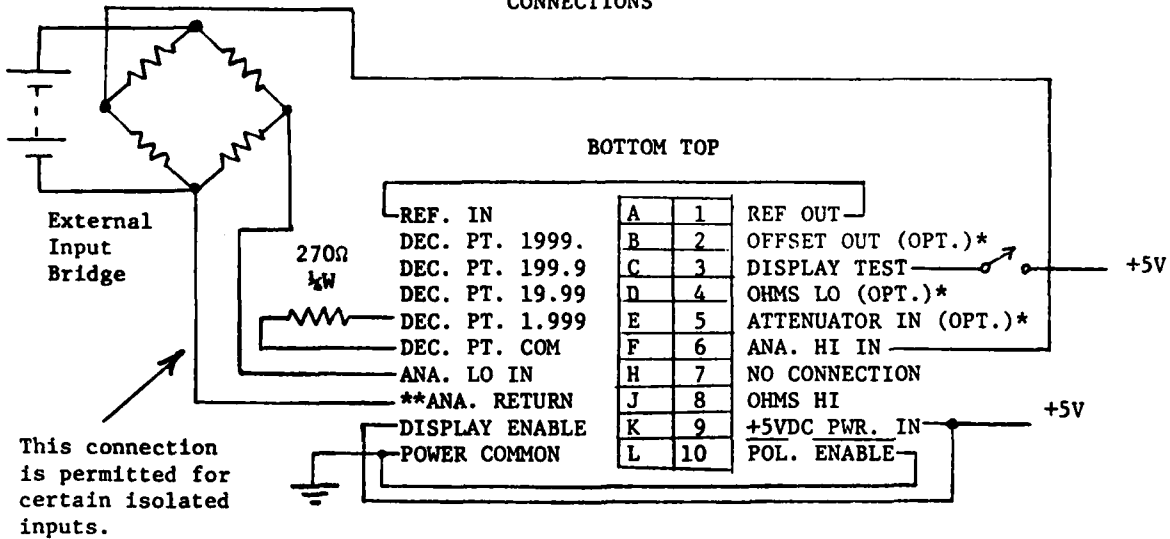 CONNECTIONS
BOTTOM TOP
External
Input
Bridge
270Ω
¼W
REF. IN A 1 REF OUT
DEC. PT. 1999. B 2 OFFSET OUT (OPT.)*
DEC. PT. 199.9 C 3 DISPLAY TEST +5V
DEC. PT. 19.99 D 4 OHMS LO (OPT.)*
DEC. PT. 1.999 E 5 ATTENUATOR IN (OPT.)*
DEC. PT. COM F 6 ANA. HI IN
ANA. LO IN H 7 NO CONNECTION
**ANA. RETURN J 8 OHMS HI
DISPLAY ENABLE K 9 +5VDC PWR. IN +5V
POWER COMMON L 10 POL. ENABLE
This connection
is permitted for
certain isolated
inputs.